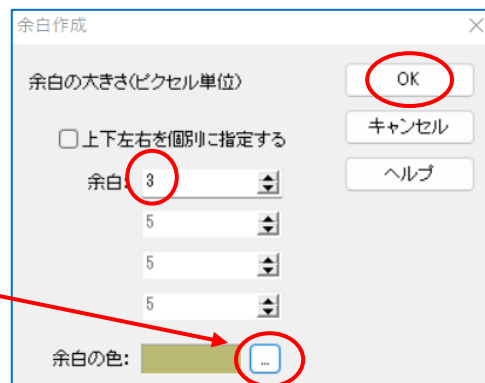 余白作成
余白の大きさ(ピクセル単位)
OK
上下左右を個別に指定する
キャンセル
余白: 3
ヘルプ
5
5
5
余白の色: ...